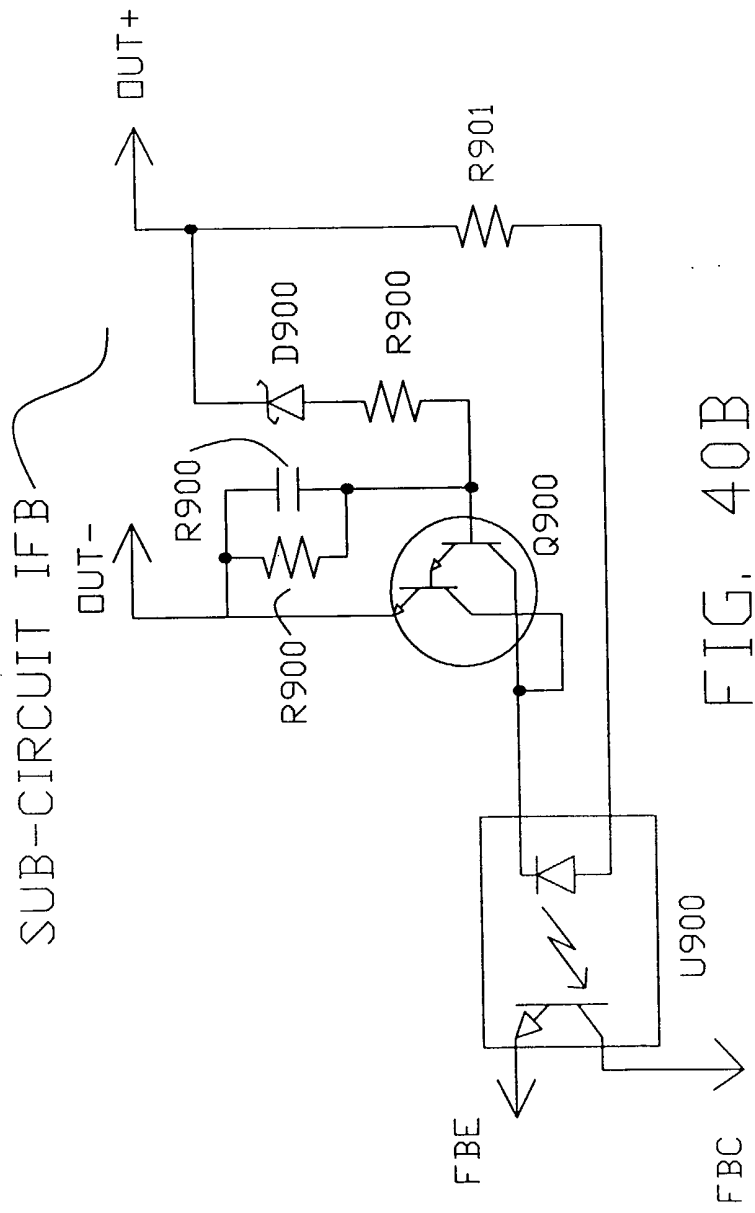 SUB-CIRCUIT IFB
OUT-
OUT+
R900
R900
D900
R900
R901
Q900
U900
FBE
FBC
FIG. 40B